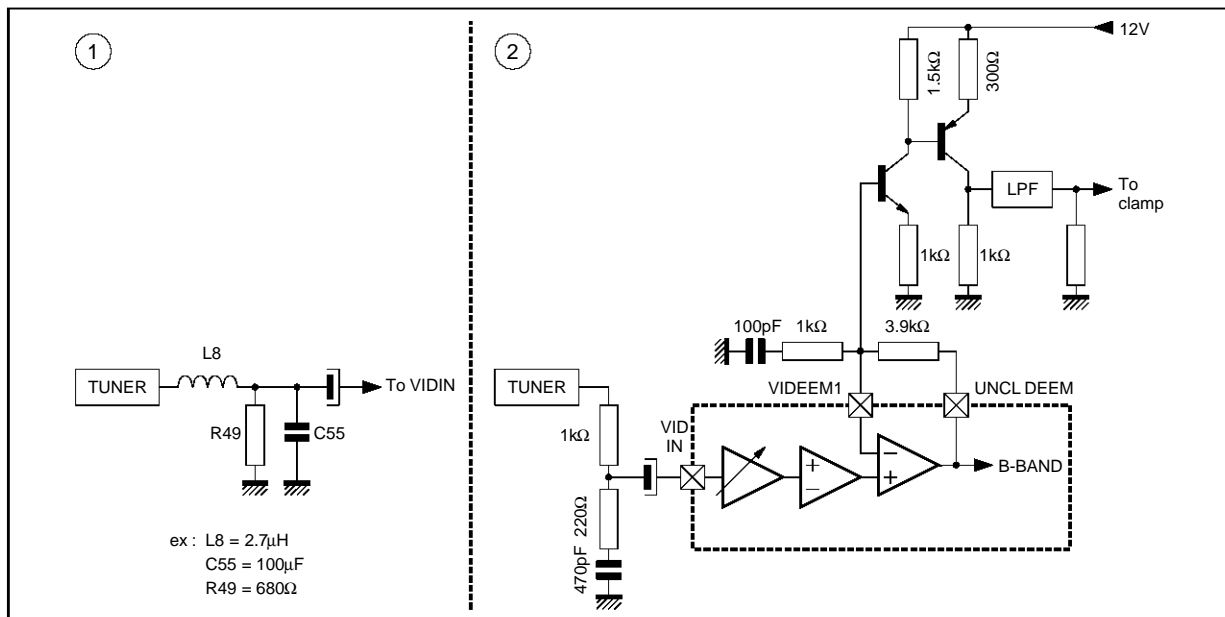 1
L8
TUNER
To VIDIN
R49
C55
ex : L8 = 2.7µH
C55 = 100µF
R49 = 680Ω
2
12V
1.5kΩ
300Ω
LPF
To
clamp
1kΩ
1kΩ
100pF
1kΩ
3.9kΩ
TUNER
VIDEEM1
UNCL DEEM
1kΩ
VID
IN
+
−
−
+
B-BAND
220Ω
470pF